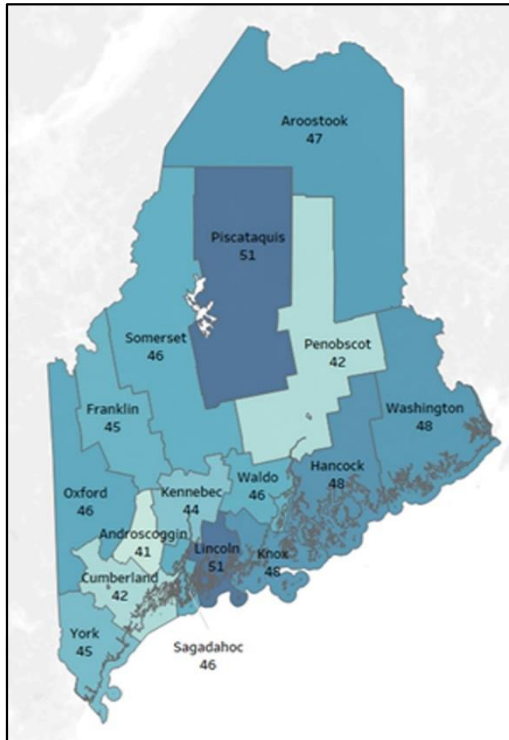 Aroostook
47
Piscataquis
51
Somerset
46
Penobscot
42
Franklin
45
Washington
48
Hancock
48
Oxford
46
Kennebec
44
Waldo
46
Androscoggin
41
Lincoln
51
Knox
48
Cumberland
42
York
45
Sagadahoc
46